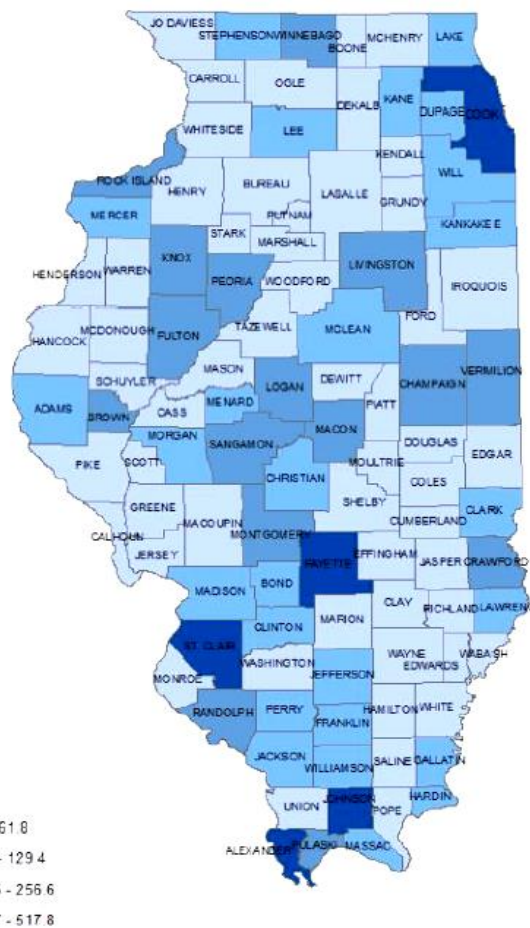 JO DAVIESS
STEPHENSON
WINNEBAGO
BOONE
MCHENRY
LAKE
CARROLL
OGLE
DEKALB
KANE
COOK
DUPAGE
WHITESIDE
LEE
KENDALL
WILL
ROCK ISLAND
HENRY
BUREAU
LASALLE
GRUNDY
MERCER
PUTNAM
KANKAKEE
STARK
MARSHALL
KNOX
HENDERSON
WARREN
PEORIA
WOODFORD
LIVINGSTON
IROQUOIS
FORD
HANCOCK
MCDONOUGH
FULTON
TAZEWELL
MCLEAN
MASON
SCHUYLER
LOGAN
DEWITT
CHAMPAIGN
VERMILION
ADAMS
BROWN
CASS
MENARD
PIATT
MACON
MORGAN
SANGAMON
DOUGLAS
EDGAR
PIKE
SCOTT
CHRISTIAN
MOULTRIE
COLES
SHELBY
GREENE
MACOUPIN
CLARK
CUMBERLAND
CALHOUN
JERSEY
MONTGOMERY
FAYETTE
EFFINGHAM
JASPER
CRAWFORD
MADISON
BOND
CLAY
RICHLAND
LAWREN
MARION
CLINTON
ST. CLAIR
WASHINGTON
WAYNE
EDWARDS
WABASH
MONROE
JEFFERSON
RANDOLPH
PERRY
HAMILTON
WHITE
FRANKLIN
JACKSON
WILLIAMSON
SALINE
GALLATIN
UNION
JOHNSON
POPE
HARDIN
ALEXANDER
PULASKI
MASSAC
61.8
- 129.4
- 256.6
- 517.8